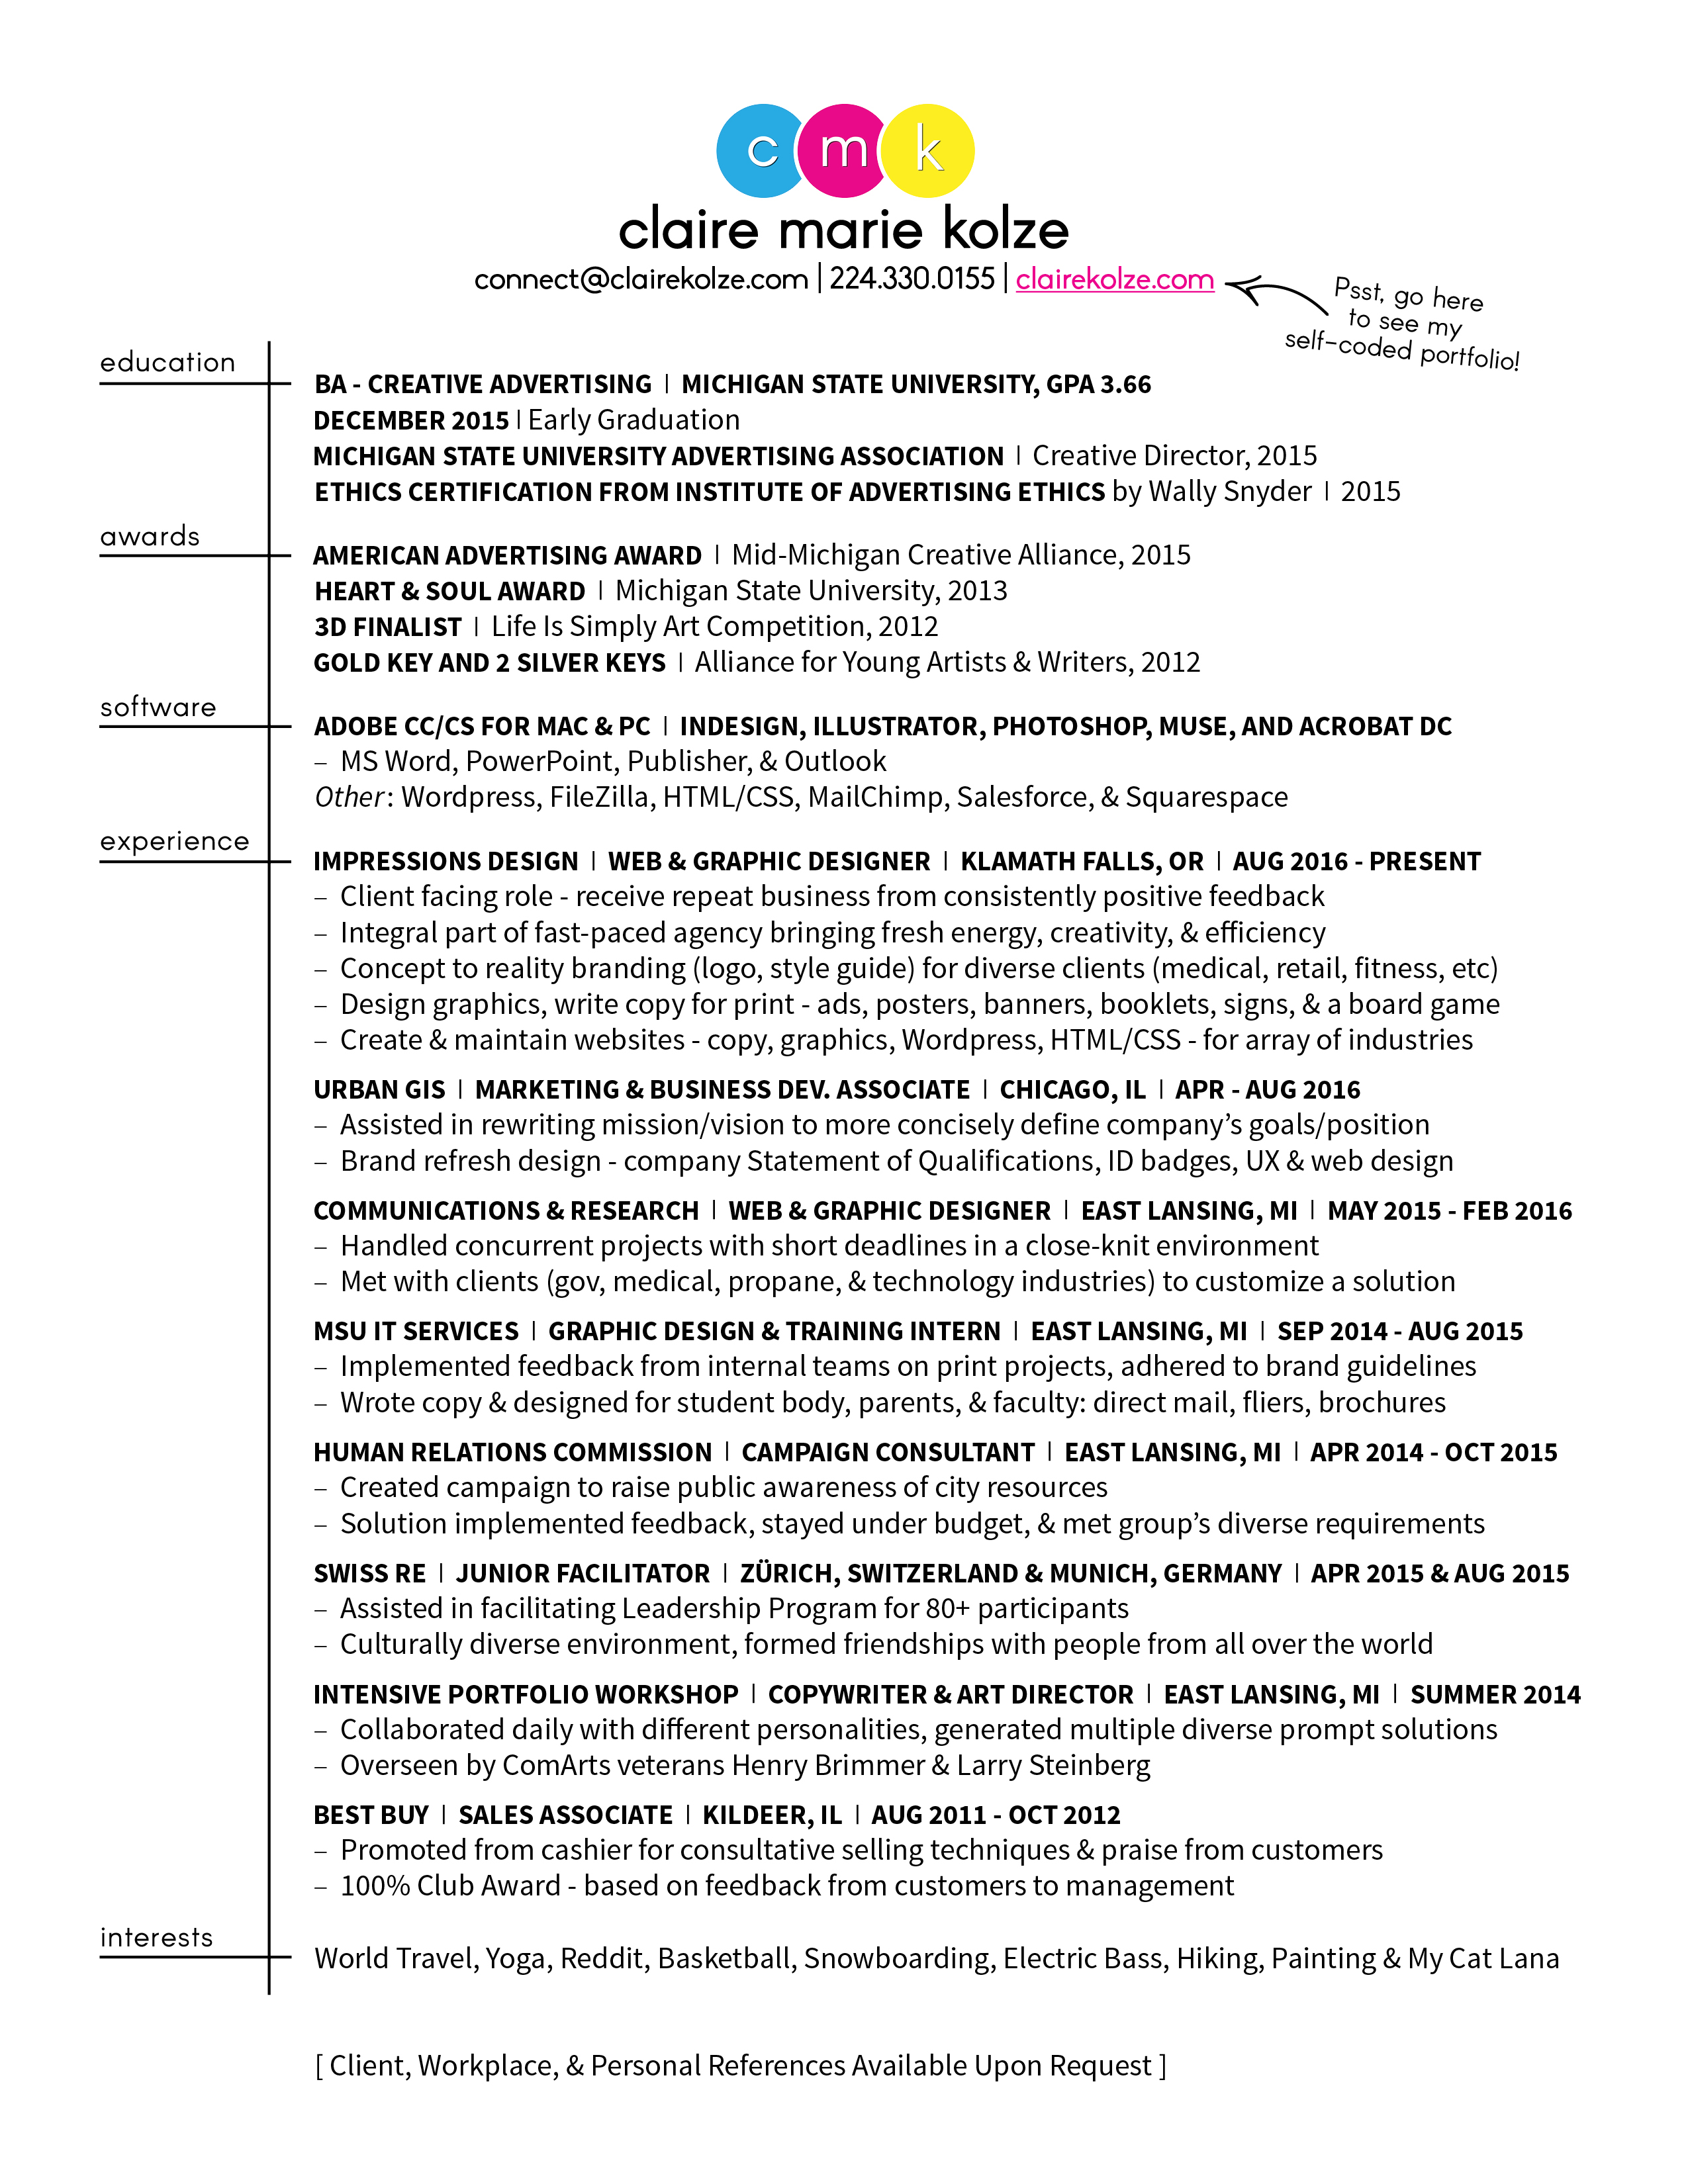 c m k
claire marie kolze
connect@clairekolze.com | 224.330.0155 | clairekolze.com
Psst, go here
to see my
self-coded portfolio!
education
BA - CREATIVE ADVERTISING | MICHIGAN STATE UNIVERSITY, GPA 3.66
DECEMBER 2015 | Early Graduation
MICHIGAN STATE UNIVERSITY ADVERTISING ASSOCIATION | Creative Director, 2015
ETHICS CERTIFICATION FROM INSTITUTE OF ADVERTISING ETHICS by Wally Snyder | 2015
awards
AMERICAN ADVERTISING AWARD | Mid-Michigan Creative Alliance, 2015
HEART & SOUL AWARD | Michigan State University, 2013
3D FINALIST | Life Is Simply Art Competition, 2012
GOLD KEY AND 2 SILVER KEYS | Alliance for Young Artists & Writers, 2012
software
ADOBE CC/CS FOR MAC & PC | INDESIGN, ILLUSTRATOR, PHOTOSHOP, MUSE, AND ACROBAT DC
– MS Word, PowerPoint, Publisher, & Outlook
Other: Wordpress, FileZilla, HTML/CSS, MailChimp, Salesforce, & Squarespace
experience
IMPRESSIONS DESIGN | WEB & GRAPHIC DESIGNER | KLAMATH FALLS, OR | AUG 2016 - PRESENT
– Client facing role - receive repeat business from consistently positive feedback
– Integral part of fast-paced agency bringing fresh energy, creativity, & efficiency
– Concept to reality branding (logo, style guide) for diverse clients (medical, retail, fitness, etc)
– Design graphics, write copy for print - ads, posters, banners, booklets, signs, & a board game
– Create & maintain websites - copy, graphics, Wordpress, HTML/CSS - for array of industries
URBAN GIS | MARKETING & BUSINESS DEV. ASSOCIATE | CHICAGO, IL | APR - AUG 2016
– Assisted in rewriting mission/vision to more concisely define company’s goals/position
– Brand refresh design - company Statement of Qualifications, ID badges, UX & web design
COMMUNICATIONS & RESEARCH | WEB & GRAPHIC DESIGNER | EAST LANSING, MI | MAY 2015 - FEB 2016
– Handled concurrent projects with short deadlines in a close-knit environment
– Met with clients (gov, medical, propane, & technology industries) to customize a solution
MSU IT SERVICES | GRAPHIC DESIGN & TRAINING INTERN | EAST LANSING, MI | SEP 2014 - AUG 2015
– Implemented feedback from internal teams on print projects, adhered to brand guidelines
– Wrote copy & designed for student body, parents, & faculty: direct mail, fliers, brochures
HUMAN RELATIONS COMMISSION | CAMPAIGN CONSULTANT | EAST LANSING, MI | APR 2014 - OCT 2015
– Created campaign to raise public awareness of city resources
– Solution implemented feedback, stayed under budget, & met group’s diverse requirements
SWISS RE | JUNIOR FACILITATOR | ZÜRICH, SWITZERLAND & MUNICH, GERMANY | APR 2015 & AUG 2015
– Assisted in facilitating Leadership Program for 80+ participants
– Culturally diverse environment, formed friendships with people from all over the world
INTENSIVE PORTFOLIO WORKSHOP | COPYWRITER & ART DIRECTOR | EAST LANSING, MI | SUMMER 2014
– Collaborated daily with different personalities, generated multiple diverse prompt solutions
– Overseen by ComArts veterans Henry Brimmer & Larry Steinberg
BEST BUY | SALES ASSOCIATE | KILDEER, IL | AUG 2011 - OCT 2012
– Promoted from cashier for consultative selling techniques & praise from customers
– 100% Club Award - based on feedback from customers to management
interests
World Travel, Yoga, Reddit, Basketball, Snowboarding, Electric Bass, Hiking, Painting & My Cat Lana
[ Client, Workplace, & Personal References Available Upon Request ]